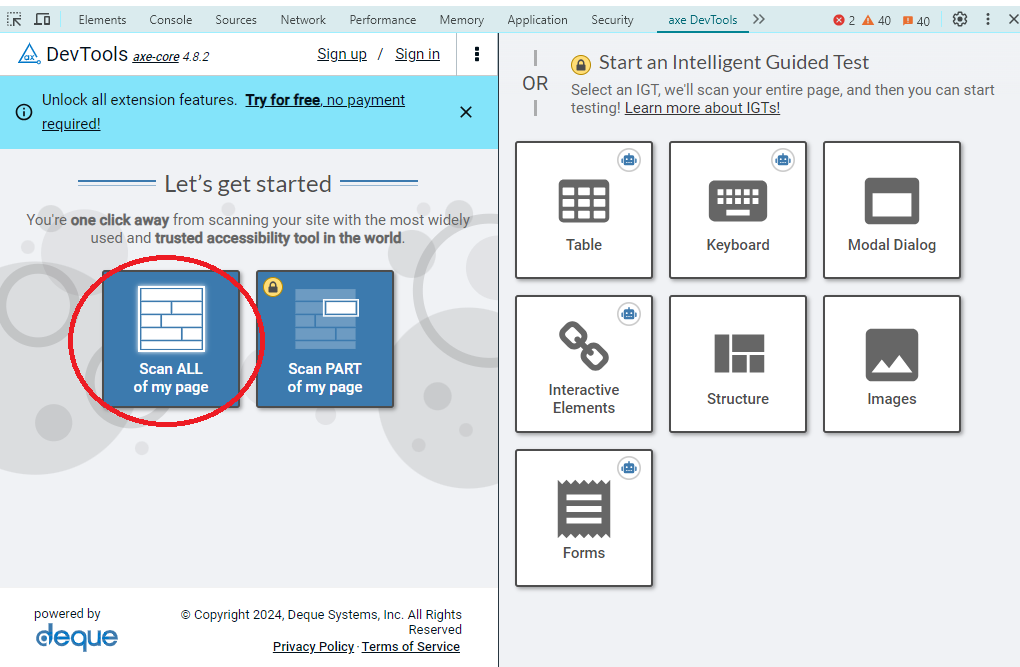 Elements Console Sources Network Performance Memory Application Security axe DevTools 2 40 40
ax DevTools axe-core 4.8.2 Sign up / Sign in
Unlock all extension features. Try for free, no payment
required!
Let's get started
You're one click away from scanning your site with the most widely
used and trusted accessibility tool in the world.
Scan ALL
of my page
Scan PART
of my page
powered by
deque
© Copyright 2024, Deque Systems, Inc. All Rights
Reserved
Privacy Policy · Terms of Service
OR
Start an Intelligent Guided Test
Select an IGT, we'll scan your entire page, and then you can start
testing! Learn more about IGTs!
Table
Keyboard
Modal Dialog
Interactive
Elements
Structure
Images
Forms